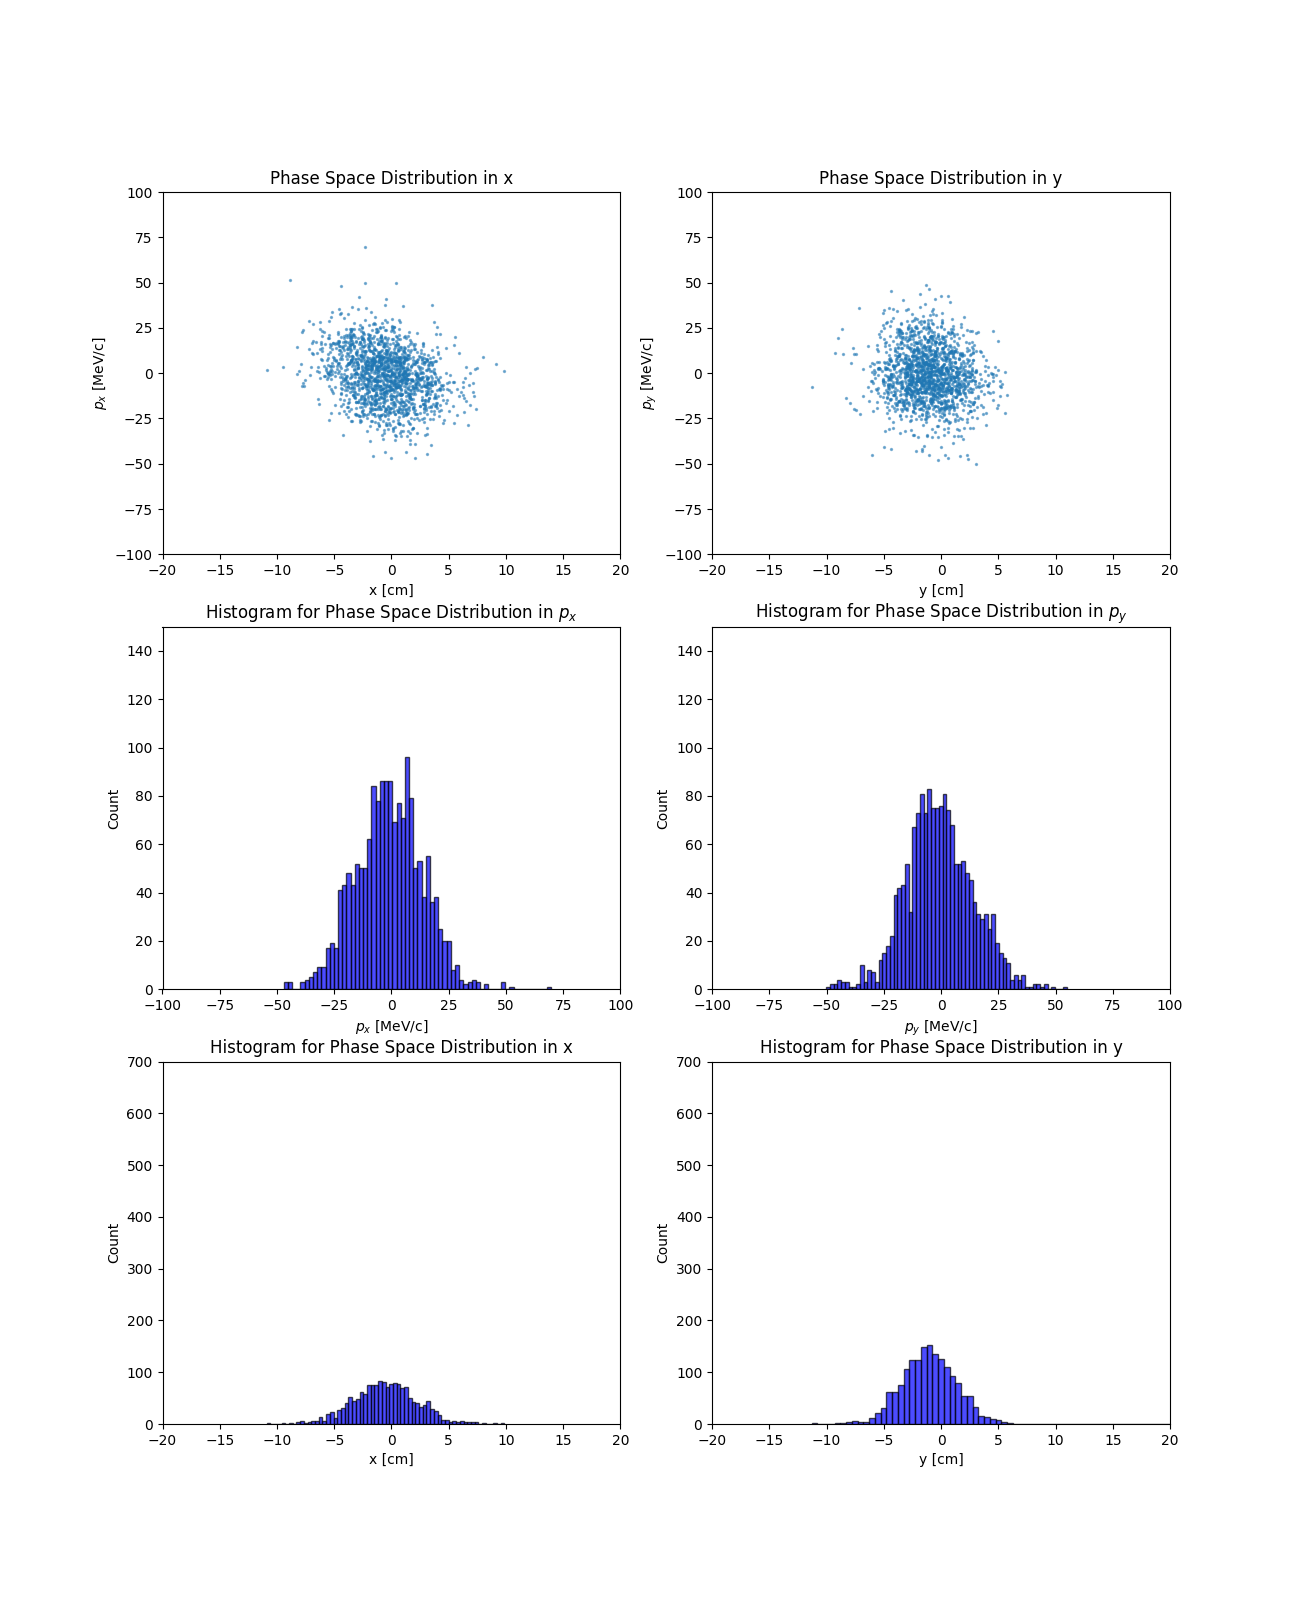 Phase Space Distribution in x
Phase Space Distribution in y
100
75
50
25
0
−25
−50
−75
−100
p_x [MeV/c]
−20 −15 −10 −5 0 5 10 15 20
x [cm]
100
75
50
25
0
−25
−50
−75
−100
p_y [MeV/c]
−20 −15 −10 −5 0 5 10 15 20
y [cm]
Histogram for Phase Space Distribution in p_x
Histogram for Phase Space Distribution in p_y
140
120
100
80
60
40
20
0
Count
−100 −75 −50 −25 0 25 50 75 100
p_x [MeV/c]
140
120
100
80
60
40
20
0
Count
−100 −75 −50 −25 0 25 50 75 100
p_y [MeV/c]
Histogram for Phase Space Distribution in x
Histogram for Phase Space Distribution in y
700
600
500
400
300
200
100
0
Count
−20 −15 −10 −5 0 5 10 15 20
x [cm]
700
600
500
400
300
200
100
0
Count
−20 −15 −10 −5 0 5 10 15 20
y [cm]